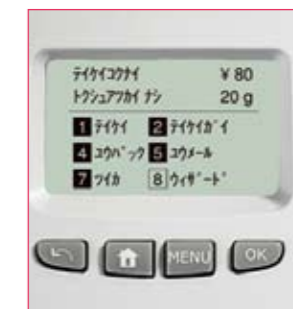 テイケイコクナイ ¥ 80
トクシュアツカイ ナシ 20 g
1 テイケイ 2 テイケイガイ
4 ユウパック 5 ユウメール
7 ツイカ 8 ウィザード
MENU OK